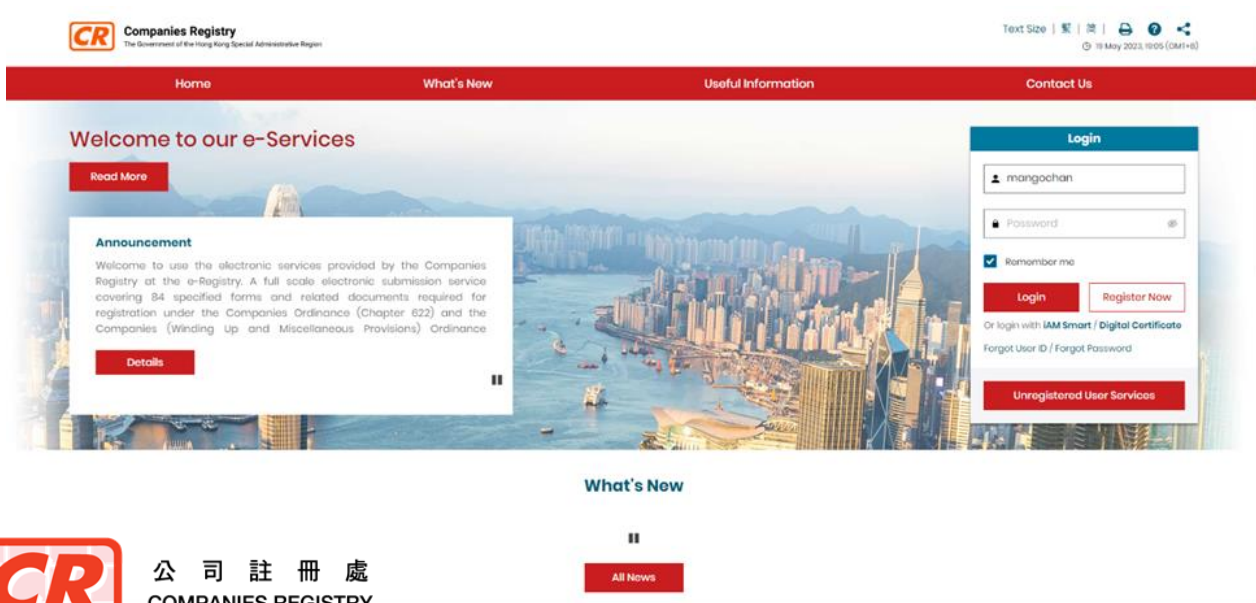 CR
Companies Registry
The Government of the Hong Kong Special Administrative Region
Text Size | 繁 | 简 |
19 May 2023, 19:05 (GMT+8)
Home
What's New
Useful Information
Contact Us
Welcome to our e-Services
Read More
Announcement
Welcome to use the electronic services provided by the Companies
Registry at the e-Registry. A full scale electronic submission service
covering 84 specified forms and related documents required for
registration under the Companies Ordinance (Chapter 622) and the
Companies (Winding Up and Miscellaneous Provisions) Ordinance
Details
Login
mangochan
Password
Remember me
Login
Register Now
Or login with iAM Smart / Digital Certificate
Forgot User ID / Forgot Password
Unregistered User Services
What's New
All News
CR
公司註冊處
COMPANIES REGISTRY